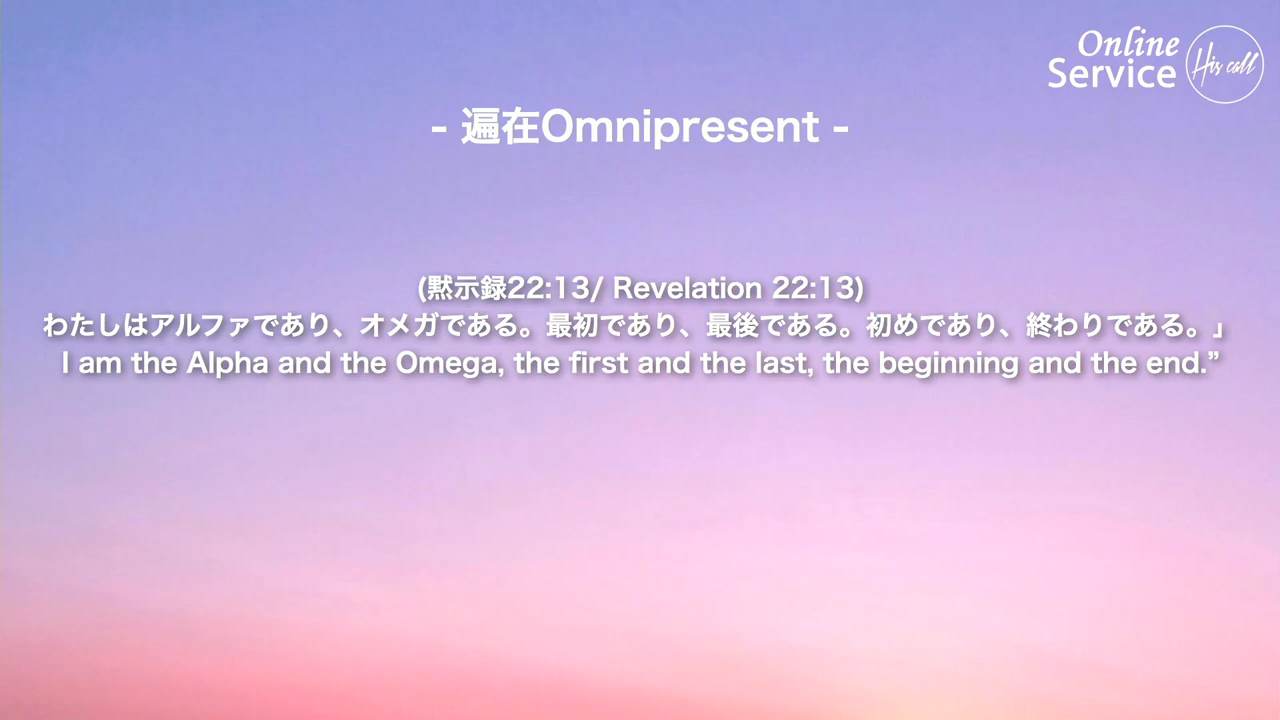 Online
Service
His call
- 遍在Omnipresent -
(黙示録22:13/ Revelation 22:13)
わたしはアルファであり、オメガである。最初であり、最後である。初めであり、終わりである。」
I am the Alpha and the Omega, the first and the last, the beginning and the end.”